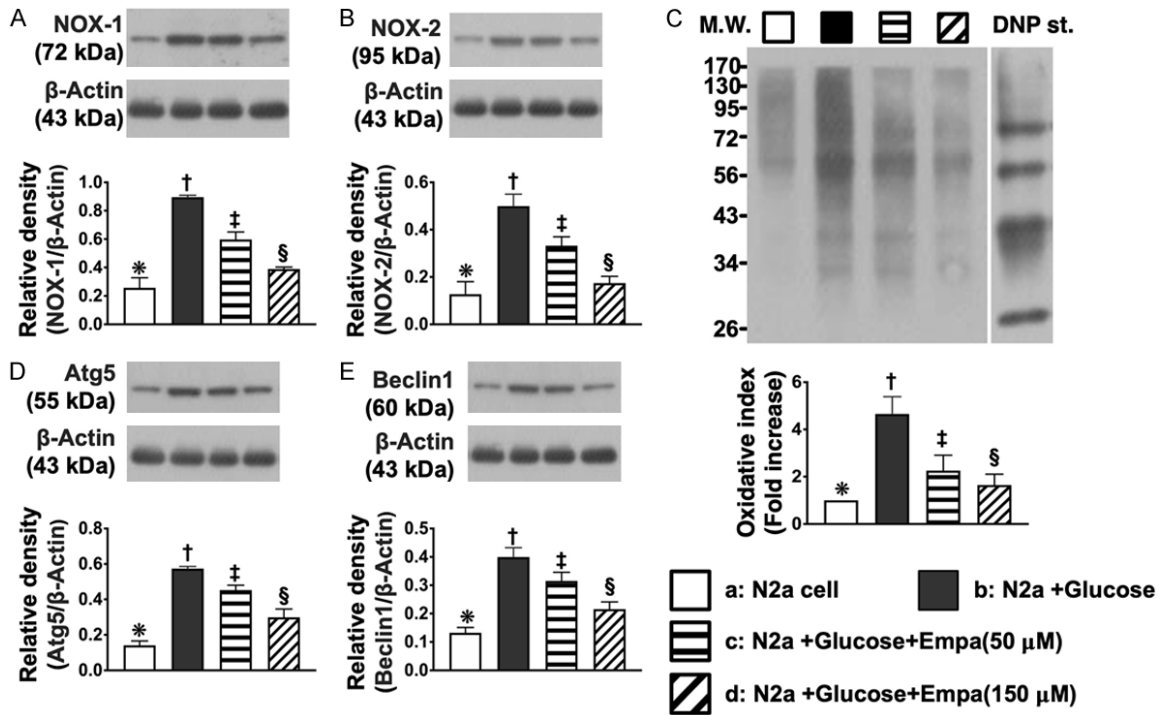 A
NOX-1
(72 kDa)
β-Actin
(43 kDa)
Relative density
(NOX-1/β-Actin)
1.0
0.8
0.6
0.4
0.2
0.0
*
†
‡
§
B
NOX-2
(95 kDa)
β-Actin
(43 kDa)
Relative density
(NOX-2/β-Actin)
0.6
0.4
0.2
0.0
*
†
‡
§
C
M.W.
DNP st.
170
130
95
72
56
43
34
26
Oxidative index
(Fold increase)
6
4
2
0
*
†
‡
§
D
Atg5
(55 kDa)
β-Actin
(43 kDa)
Relative density
(Atg5/β-Actin)
0.8
0.6
0.4
0.2
0.0
*
†
‡
§
E
Beclin1
(60 kDa)
β-Actin
(43 kDa)
Relative density
(Beclin1/β-Actin)
0.5
0.4
0.3
0.2
0.1
0.0
*
†
‡
§
a: N2a cell
b: N2a +Glucose
c: N2a +Glucose+Empa(50 μM)
d: N2a +Glucose+Empa(150 μM)